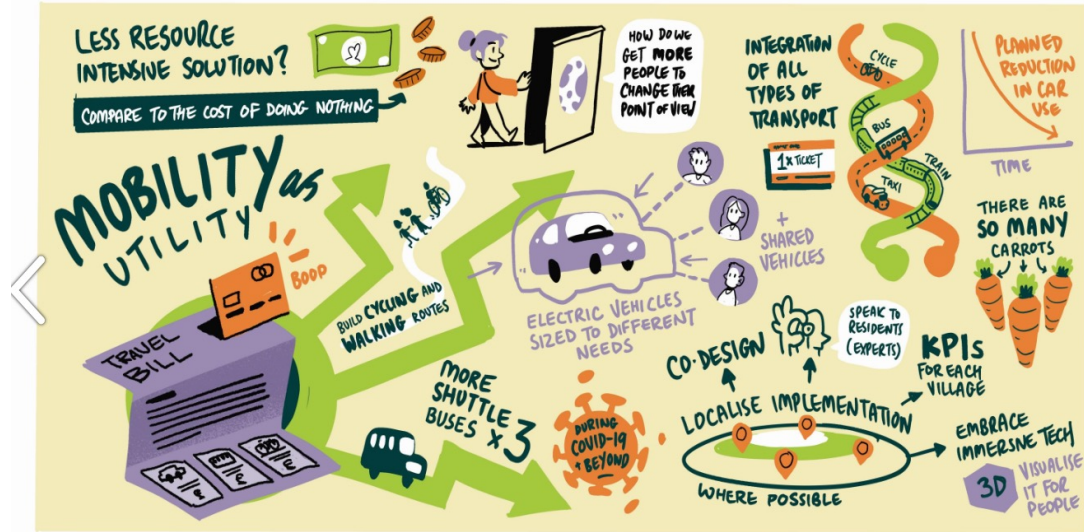 LESS RESOURCE
INTENSIVE SOLUTION?
COMPARE TO THE COST OF DOING NOTHING
HOW DO WE
GET MORE
PEOPLE TO
CHANGE THEIR
POINT OF VIEW
INTEGRATION
OF ALL
TYPES OF
TRANSPORT
1 x TICKET
CYCLE
BUS
TRAIN
TAXI
PLANNED
REDUCTION
IN CAR
USE
TIME
MOBILITY as
UTILITY
BOOP
TRAVEL
BILL
BUILD CYCLING AND
WALKING ROUTES
+
SHARED
VEHICLES
ELECTRIC VEHICLES
SIZED TO DIFFERENT
NEEDS
THERE ARE
SO MANY
CARROTS
MORE
SHUTTLE
BUSES x 3
DURING
COVID-19
+ BEYOND
CO-DESIGN
SPEAK TO
RESIDENTS
(EXPERTS)
KPIs
FOR EACH
VILLAGE
LOCALISE IMPLEMENTATION
WHERE POSSIBLE
EMBRACE
IMMERSIVE TECH
3D
VISUALISE
IT FOR
PEOPLE